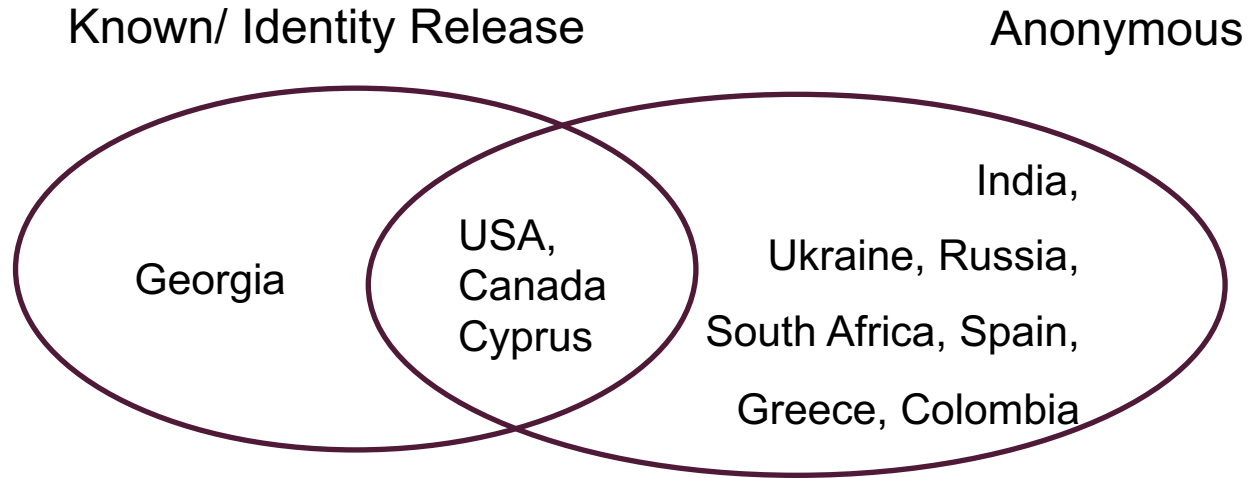 Known/ Identity Release
Anonymous
Georgia
USA,
Canada
Cyprus
India,
Ukraine, Russia,
South Africa, Spain,
Greece, Colombia